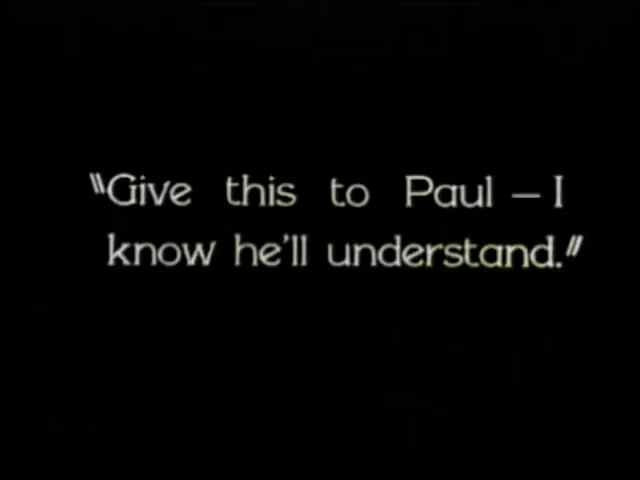 "Give this to Paul – I
know he'll understand."